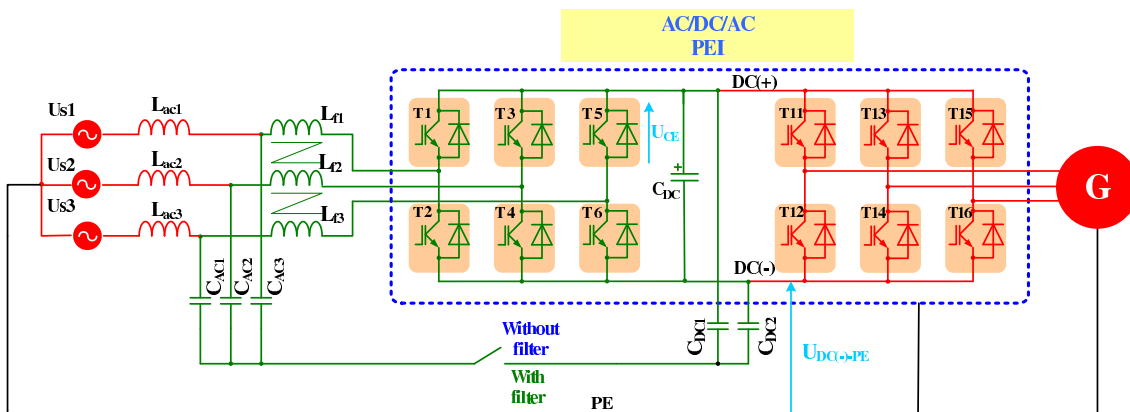 AC/DC/AC
PEI
DC(+)
Us1
Lac1
Lf1
T1
T3
T5
UCE
T11
T13
T15
Us2
Lac2
Lf2
CDC
G
Us3
Lac3
Lf3
T2
T4
T6
T12
T14
T16
DC(-)
CAC1
CAC2
CAC3
Without
filter
With
filter
CDC1
CDC2
UDC(-)-PE
PE